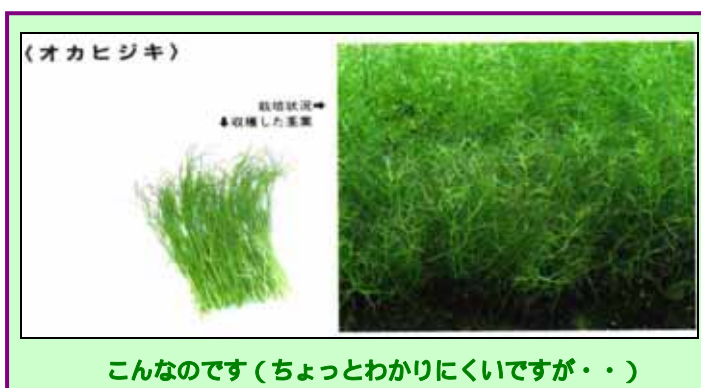 〈オカヒジキ〉
栽培状況➡
⬇収穫した茎葉
こんなのです（ちょっとわかりにくいですが・・）